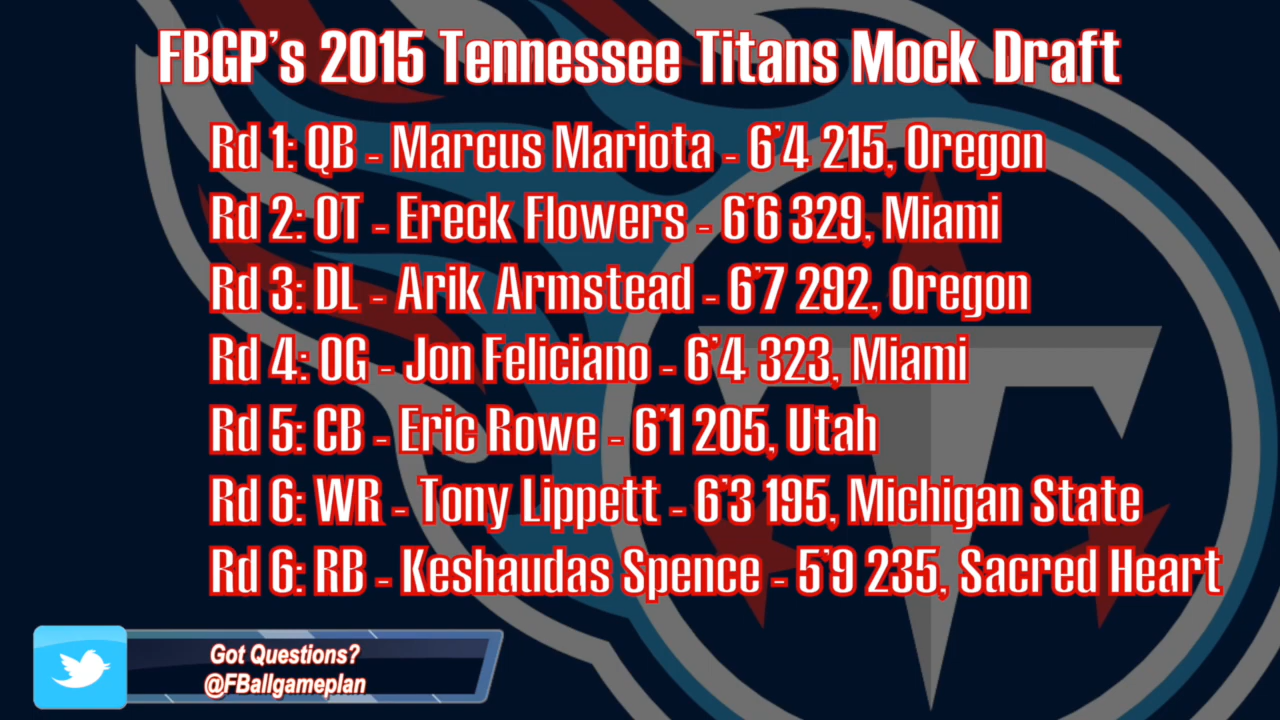 FBGP's 2015 Tennessee Titans Mock Draft
Rd 1: QB - Marcus Mariota - 6'4 215, Oregon
Rd 2: OT - Ereck Flowers - 6'6 329, Miami
Rd 3: DL - Arik Armstead - 6'7 292, Oregon
Rd 4: OG - Jon Feliciano - 6'4 323, Miami
Rd 5: CB - Eric Rowe - 6'1 205, Utah
Rd 6: WR - Tony Lippett - 6'3 195, Michigan State
Rd 6: RB - Keshaudas Spence - 5'9 235, Sacred Heart
Got Questions?
@FBallgameplan